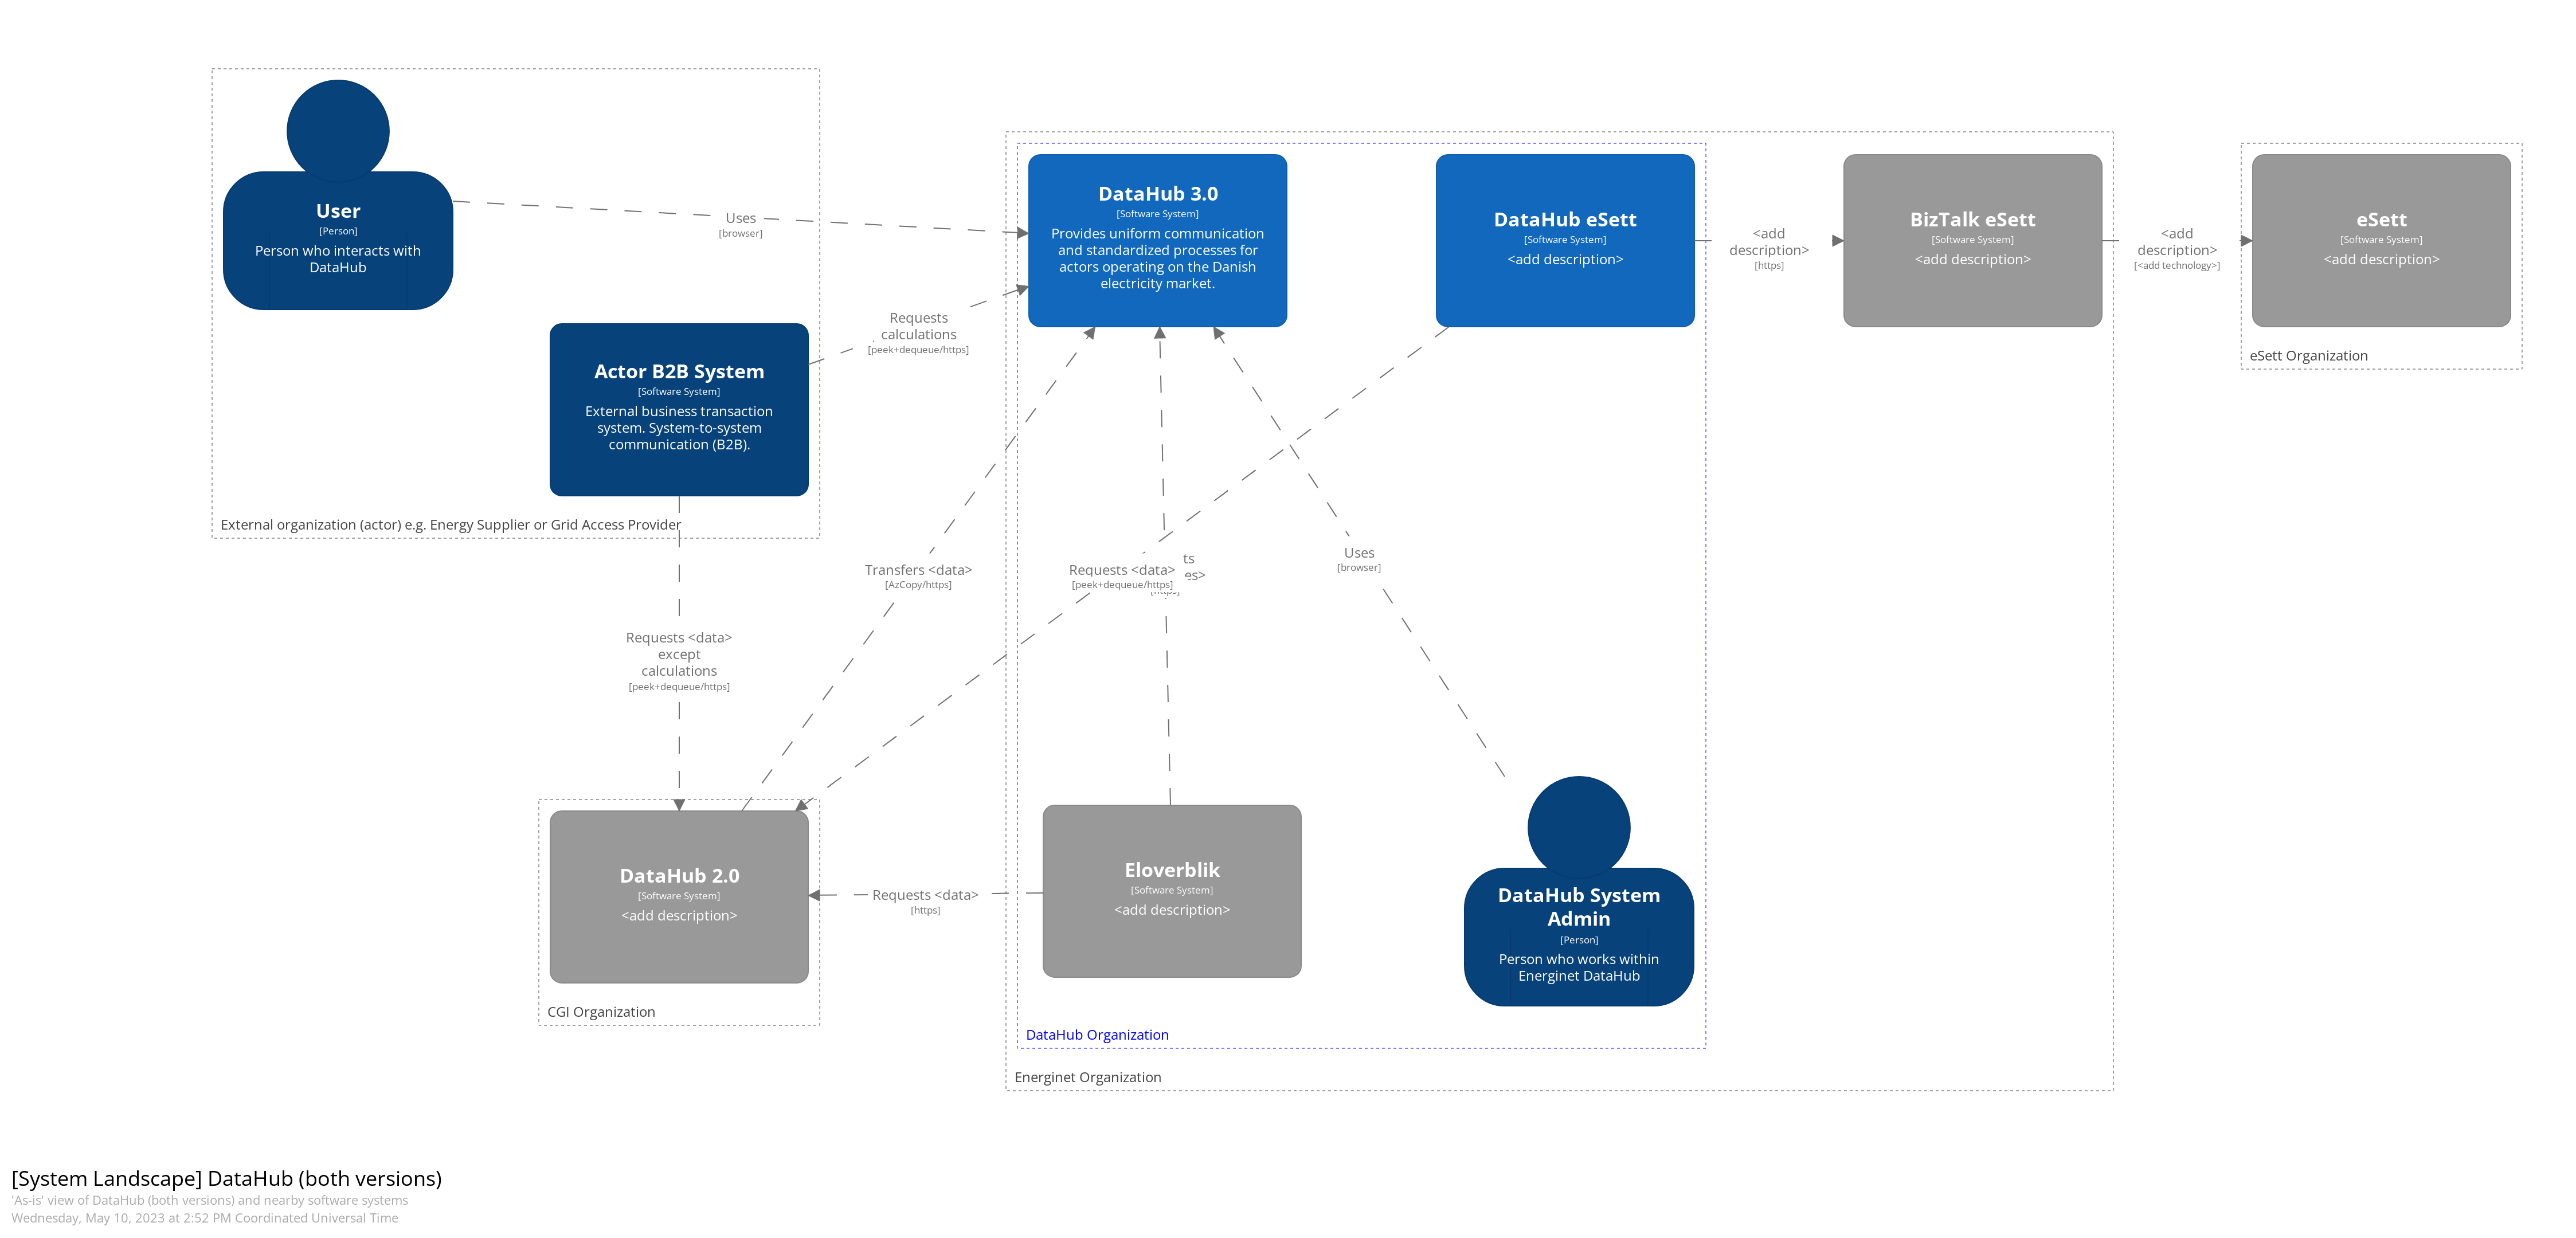 User
[Person]
Person who interacts with
DataHub
Uses
[browser]
Actor B2B System
[Software System]
External business transaction
system. System-to-system
communication (B2B).
External organization (actor) e.g. Energy Supplier or Grid Access Provider
Requests
calculations
[peek+dequeue/https]
DataHub 3.0
[Software System]
Provides uniform communication
and standardized processes for
actors operating on the Danish
electricity market.
DataHub eSett
[Software System]
<add description>
<add
description>
[https]
BizTalk eSett
[Software System]
<add description>
<add
description>
[<add technology>]
eSett
[Software System]
<add description>
eSett Organization
Transfers <data>
[AzCopy/https]
Requests <data>
[peek+dequeue/https]
Uses
[browser]
Requests <data>
except
calculations
[peek+dequeue/https]
DataHub 2.0
[Software System]
<add description>
CGI Organization
Requests <data>
[https]
Eloverblik
[Software System]
<add description>
DataHub System
Admin
[Person]
Person who works within
Energinet DataHub
DataHub Organization
Energinet Organization
[System Landscape] DataHub (both versions)
'As-is' view of DataHub (both versions) and nearby software systems
Wednesday, May 10, 2023 at 2:52 PM Coordinated Universal Time